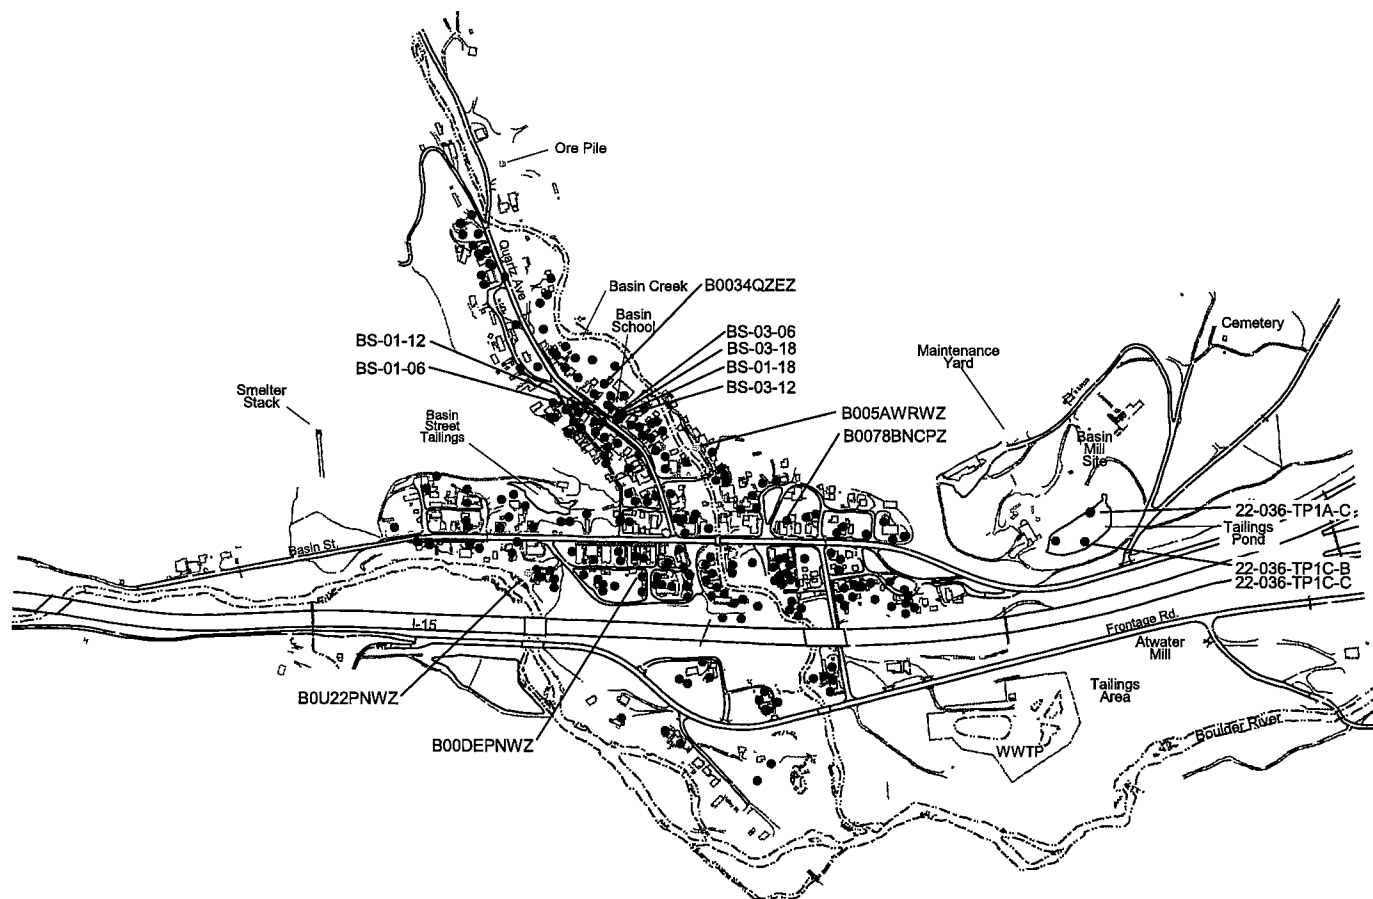 Ore Pile
Quartz Ave
Basin Creek
B0034QZEZ
Basin
School
BS-01-12
BS-01-06
BS-03-06
BS-03-18
BS-01-18
BS-03-12
Cemetery
Maintenance
Yard
Smelter
Stack
Basin
Street
Tailings
B005AWRWZ
B0078BNCPZ
Basin
Mill
Site
22-036-TP1A-C
Tailings
Pond
22-036-TP1C-B
22-036-TP1C-C
Basin St.
I-15
Frontage Rd.
Atwater
Mill
B0U22PNWZ
B00DEPNWZ
Tailings
Area
WWTP
Boulder River